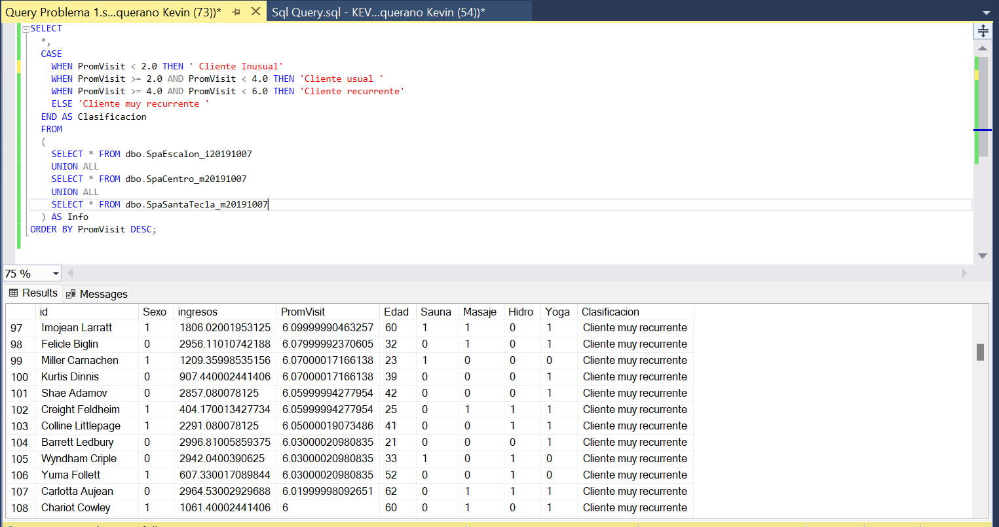 Query Problema 1.s...querano Kevin (73))* Sql Query.sql - KEV...querano Kevin (54))*
SELECT
*,
CASE
WHEN PromVisit < 2.0 THEN ' Cliente Inusual'
WHEN PromVisit >= 2.0 AND PromVisit < 4.0 THEN 'Cliente usual '
WHEN PromVisit >= 4.0 AND PromVisit < 6.0 THEN 'Cliente recurrente'
ELSE 'Cliente muy recurrente '
END AS Clasificacion
FROM
(
SELECT * FROM dbo.SpaEscalon_i20191007
UNION ALL
SELECT * FROM dbo.SpaCentro_m20191007
UNION ALL
SELECT * FROM dbo.SpaSantaTecla_m20191007
) AS Info
ORDER BY PromVisit DESC;
75 %
Results Messages
id Sexo ingresos PromVisit Edad Sauna Masaje Hidro Yoga Clasificacion
97 Imojean Larratt 1 1806.02001953125 6.09999990463257 60 1 1 0 1 Cliente muy recurrente
98 Felicle Biglin 0 2956.11010742188 6.07999992370605 32 0 1 0 1 Cliente muy recurrente
99 Miller Carnachen 1 1209.35998535156 6.07000017166138 23 1 0 0 0 Cliente muy recurrente
100 Kurtis Dinnis 0 907.440002441406 6.07000017166138 39 0 0 0 1 Cliente muy recurrente
101 Shae Adamov 0 2857.080078125 6.05999994277954 42 0 0 0 1 Cliente muy recurrente
102 Creight Feldheim 1 404.170013427734 6.05999994277954 25 0 1 1 1 Cliente muy recurrente
103 Colline Littlepage 1 2291.080078125 6.05000019073486 41 0 0 1 1 Cliente muy recurrente
104 Barrett Ledbury 0 2996.81005859375 6.03000020980835 21 0 0 0 1 Cliente muy recurrente
105 Wyndham Criple 0 2942.0400390625 6.03000020980835 33 1 0 1 0 Cliente muy recurrente
106 Yuma Follett 1 607.330017089844 6.03000020980835 52 0 0 1 0 Cliente muy recurrente
107 Carlotta Aujean 0 2964.53002929688 6.01999998092651 62 0 1 1 1 Cliente muy recurrente
108 Chariot Cowley 1 1061.40002441406 6 60 0 1 0 1 Cliente muy recurrente